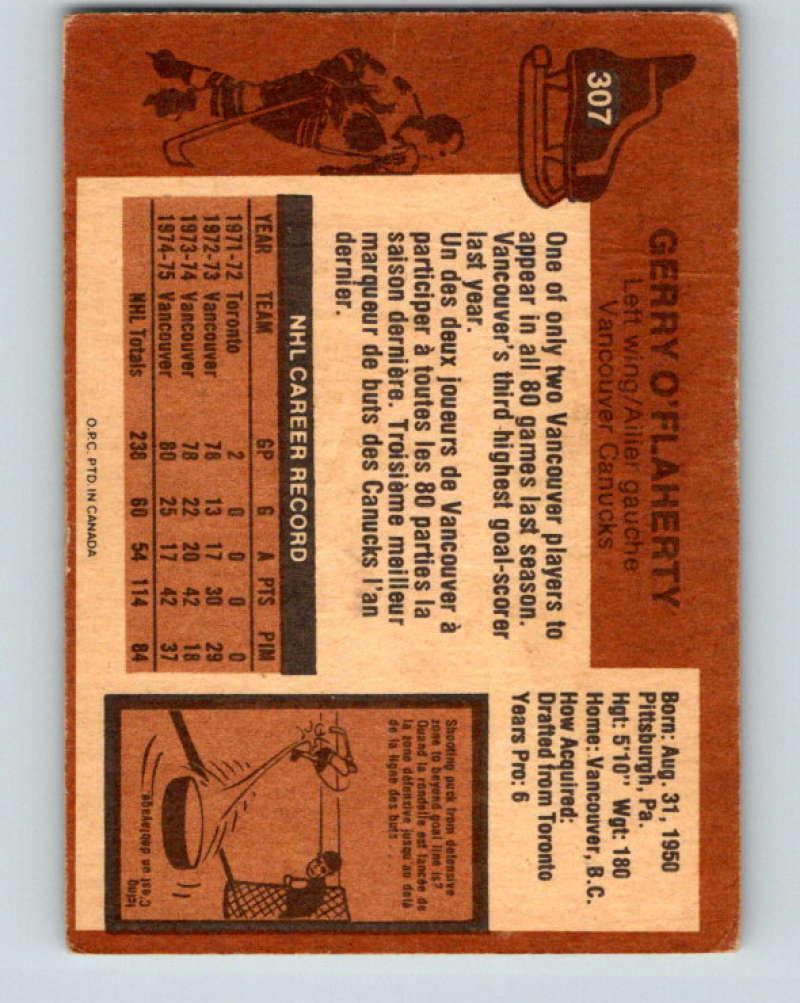 307
GERRY O'FLAHERTY
Left wing/Ailier gauche
Vancouver Canucks
One of only two Vancouver players to
appear in all 80 games last season.
Vancouver's third highest goal-scorer
last year.
Un des deux joueurs de Vancouver à
participer à toutes les 80 parties la
saison dernière. Troisième meilleur
marqueur de buts des Canucks l'an
dernier.
NHL CAREER RECORD
YEAR TEAM GP G A PTS PIM
1971-72 Toronto 2 0 0 0 0
1972-73 Vancouver 78 13 17 30 29
1973-74 Vancouver 78 22 20 42 18
1974-75 Vancouver 80 25 17 42 37
NHL Totals 238 60 54 114 84
O.P.C. PTD. IN CANADA
Born: Aug. 31, 1950
Pittsburgh, Pa.
Hgt: 5'10" Wgt: 180
Home: Vancouver, B.C.
How Acquired:
Drafted from Toronto
Years Pro: 6
Shooting puck from defensive
zone to beyond goal line is?
Quand la rondelle est lancée de
la zone défensive jusqu'au delà
de la ligne des buts . . .
Icing
C'est un dégagage